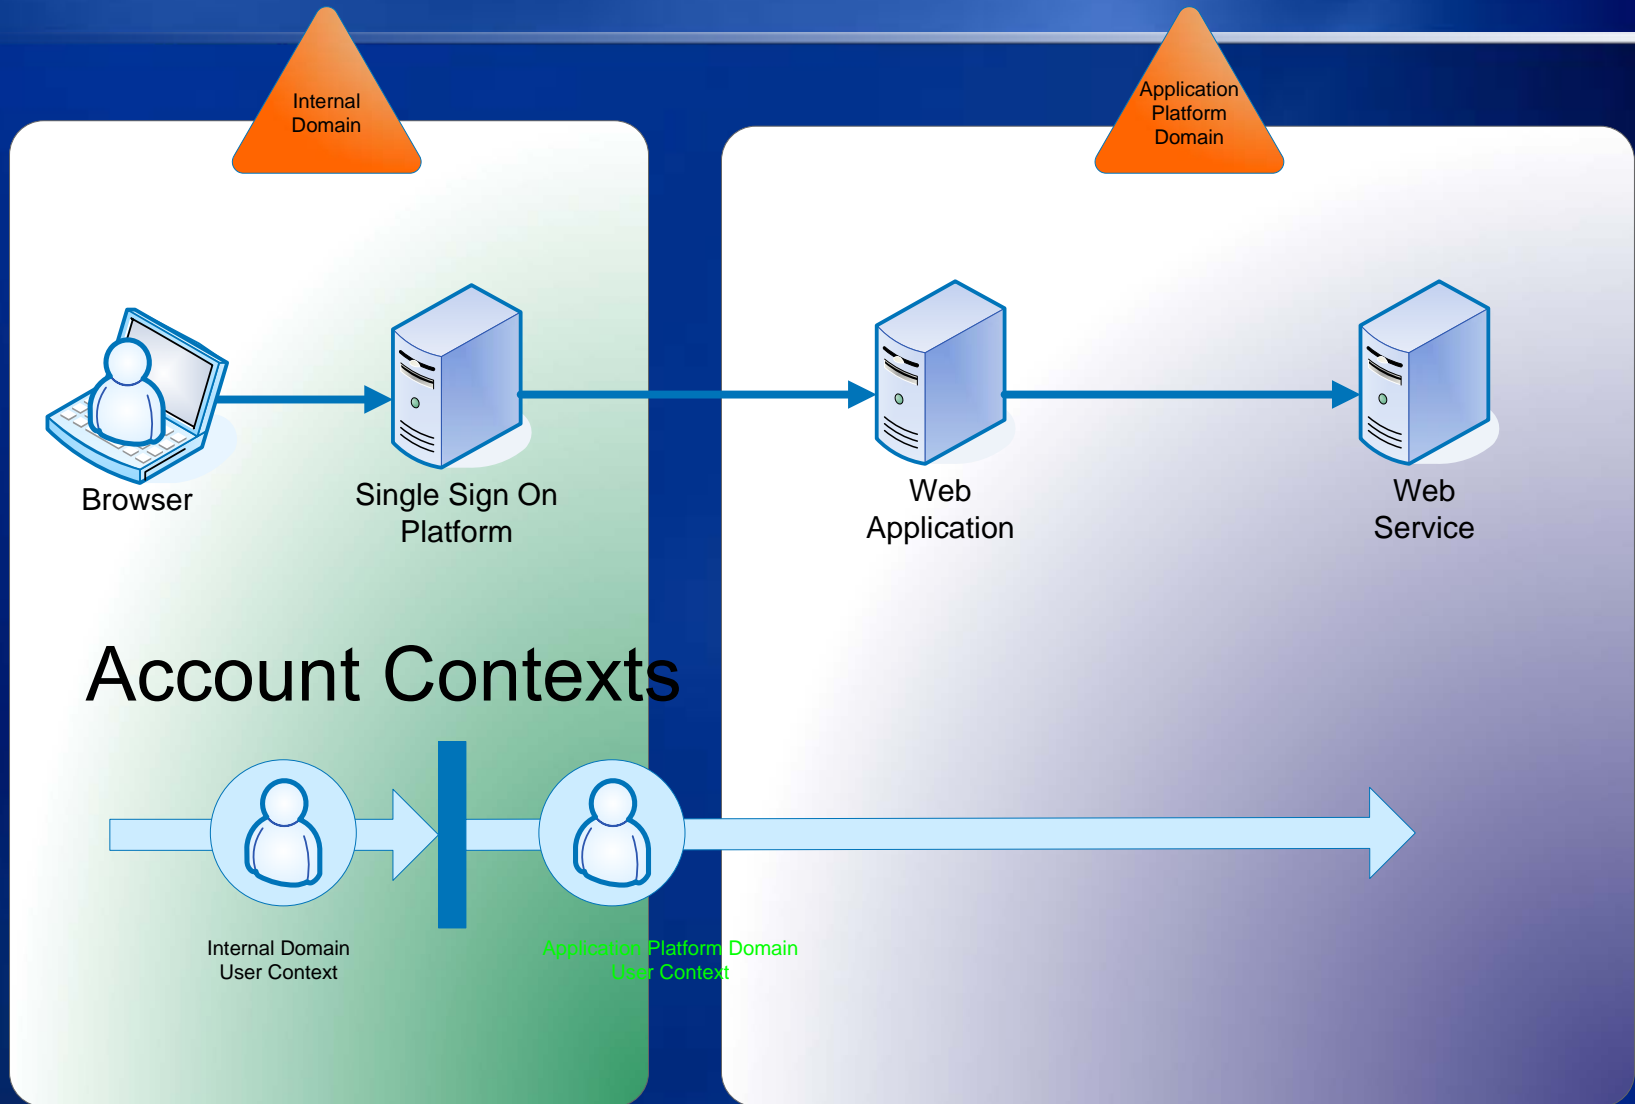 Internal
Domain
Application
Platform
Domain
Browser
Single Sign On
Platform
Web
Application
Web
Service
Account Contexts
Internal Domain
User Context
Application Platform Domain
User Context